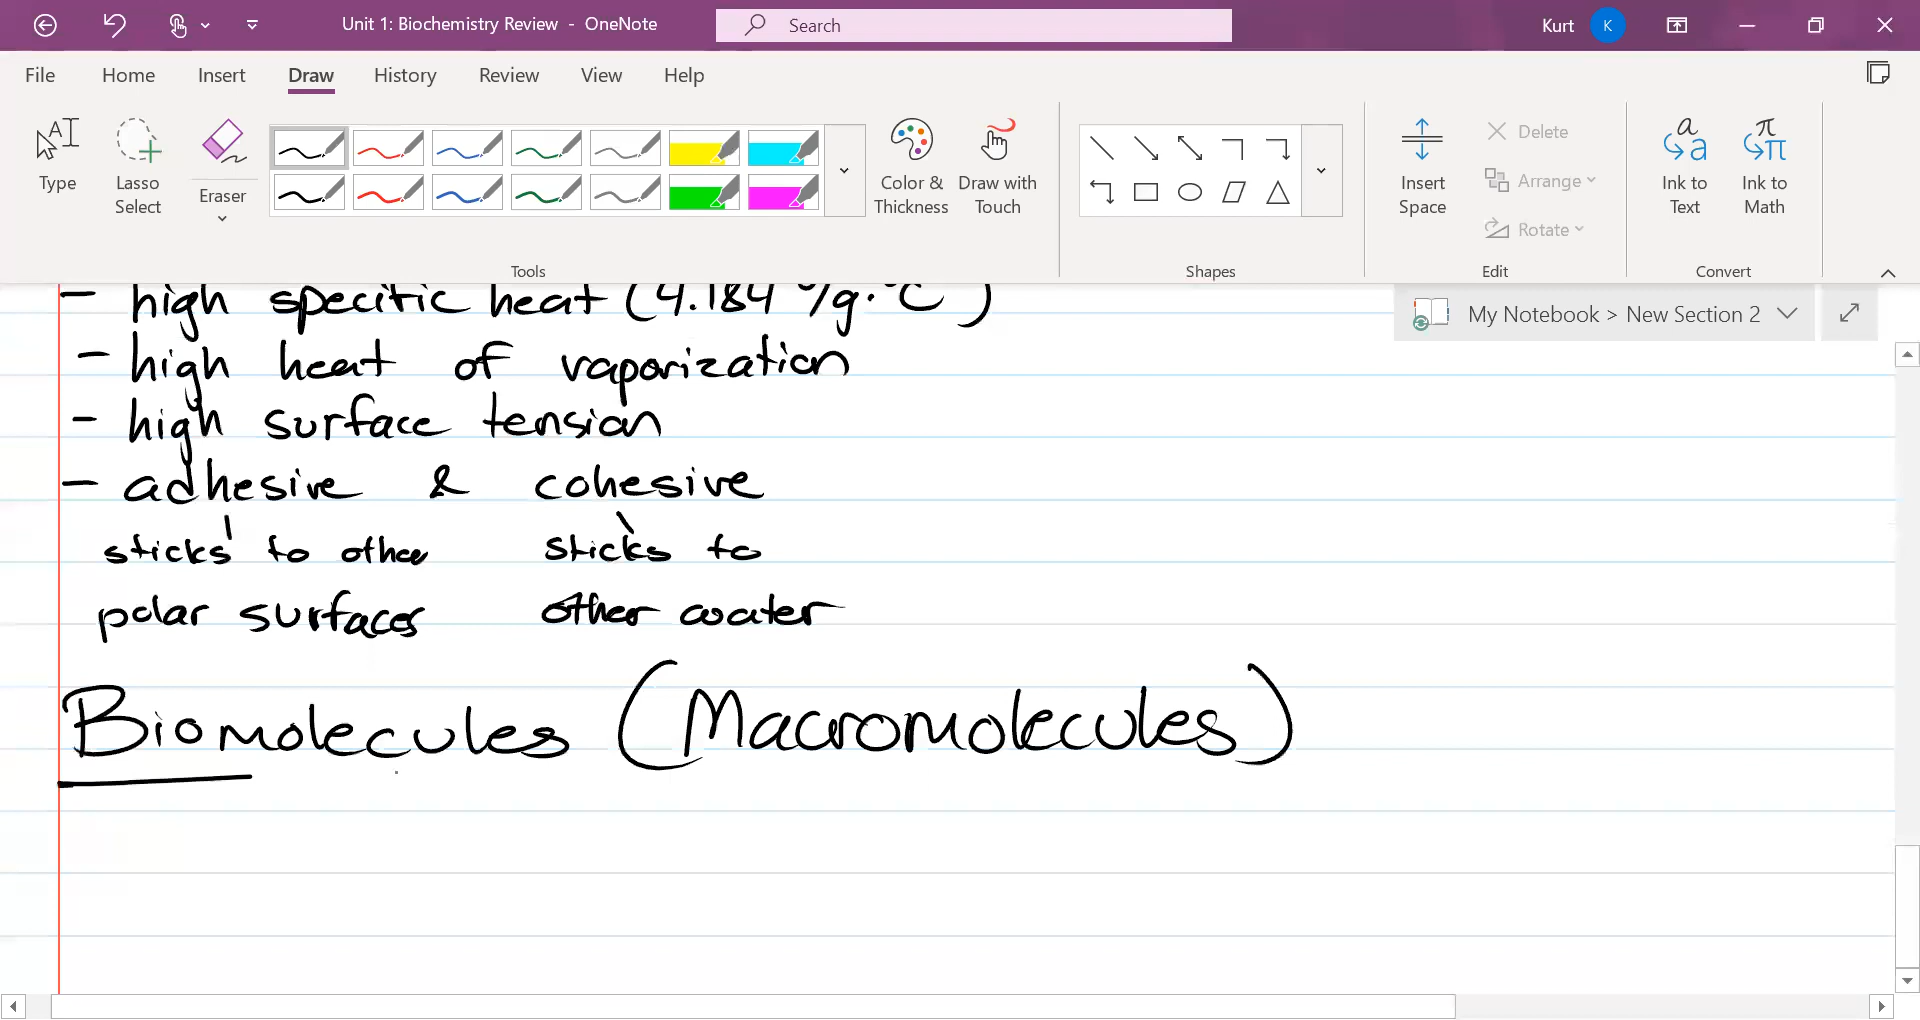 Unit 1: Biochemistry Review - OneNote
Search
Kurt
K
File Home Insert Draw History Review View Help
Type
Lasso Select
Eraser
Color & Thickness
Draw with Touch
Insert Space
Delete
Arrange
Rotate
Ink to Text
Ink to Math
Tools
Shapes
Edit
Convert
My Notebook > New Section 2
- high specific heat (4.184 J/g·°C)
- high heat of vaporization
- high surface tension
- adhesive & cohesive
sticks to other sticks to
polar surfaces other water
Biomolecules (Macromolecules)